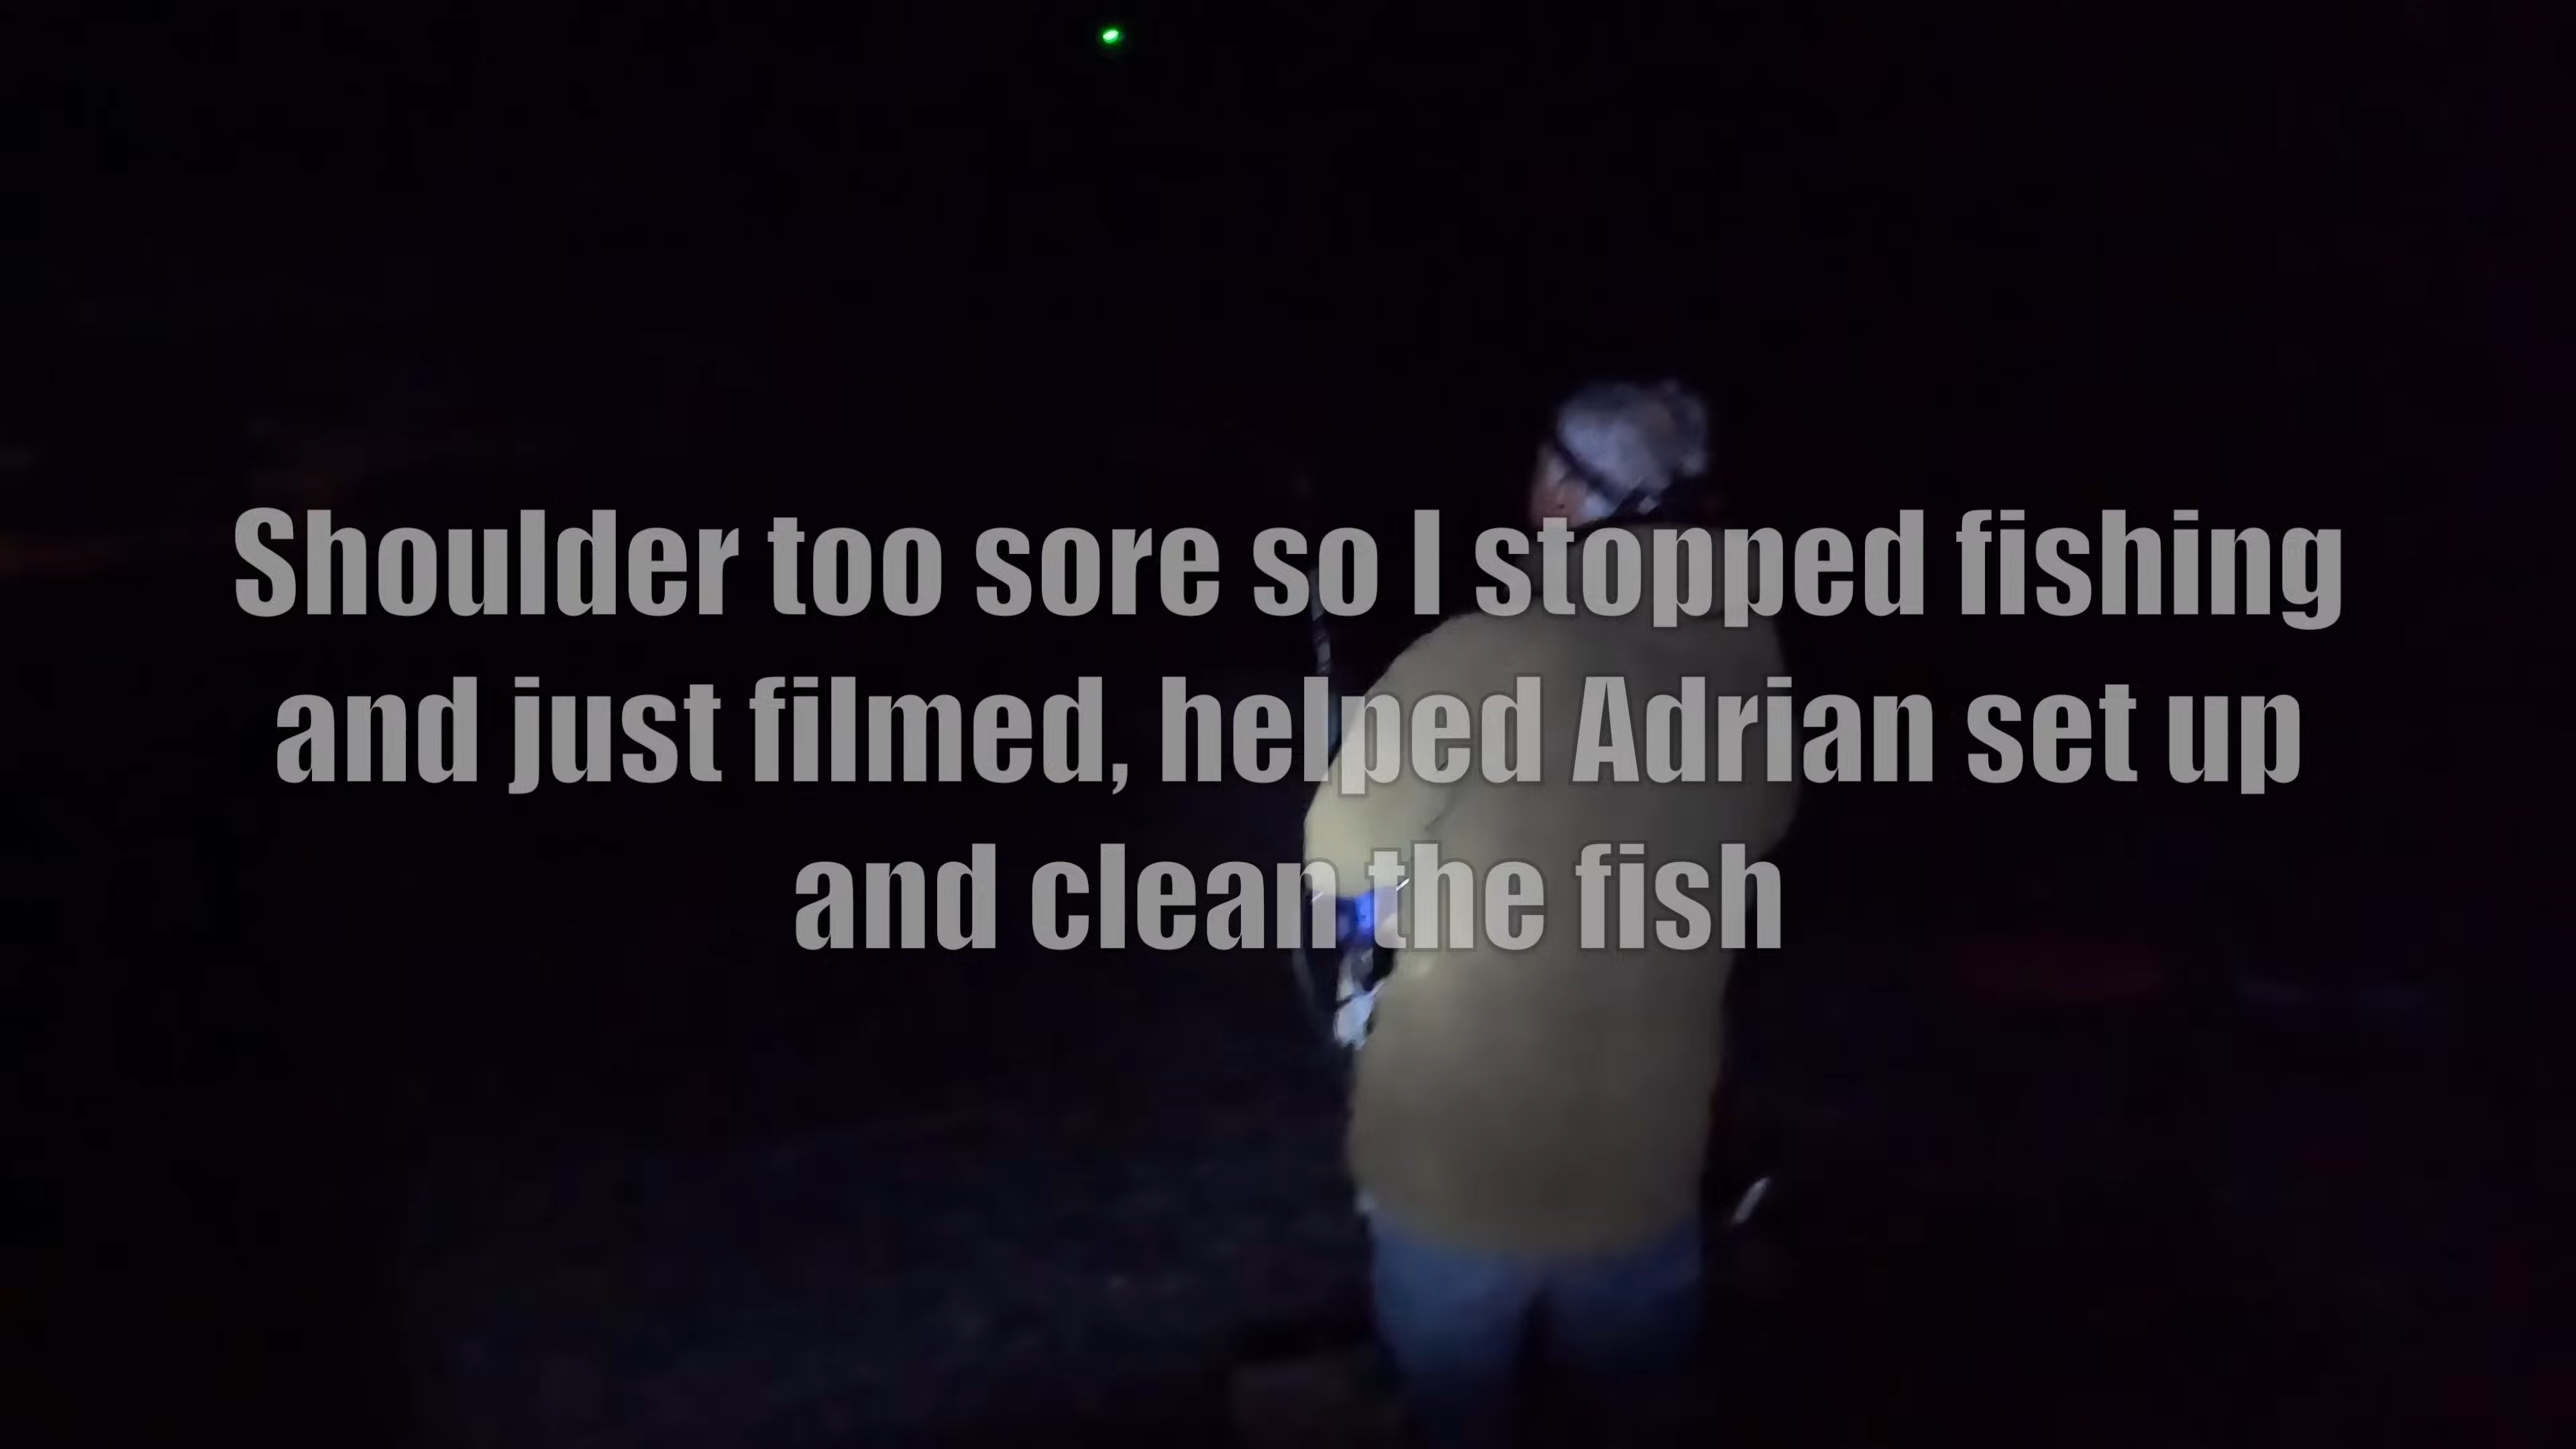 Shoulder too sore so I stopped fishing
and just filmed, helped Adrian set up
and clean the fish